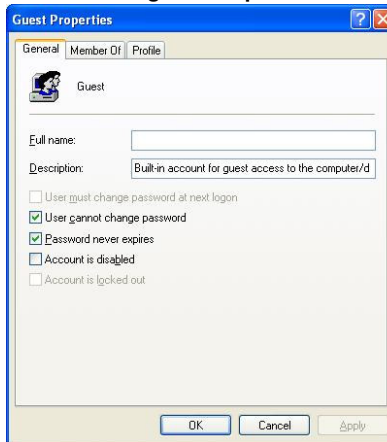 Guest Properties
General Member Of Profile
Guest
Full name:
Description: Built-in account for guest access to the computer/d
User must change password at next logon
User cannot change password
Password never expires
Account is disabled
Account is locked out
OK Cancel Apply